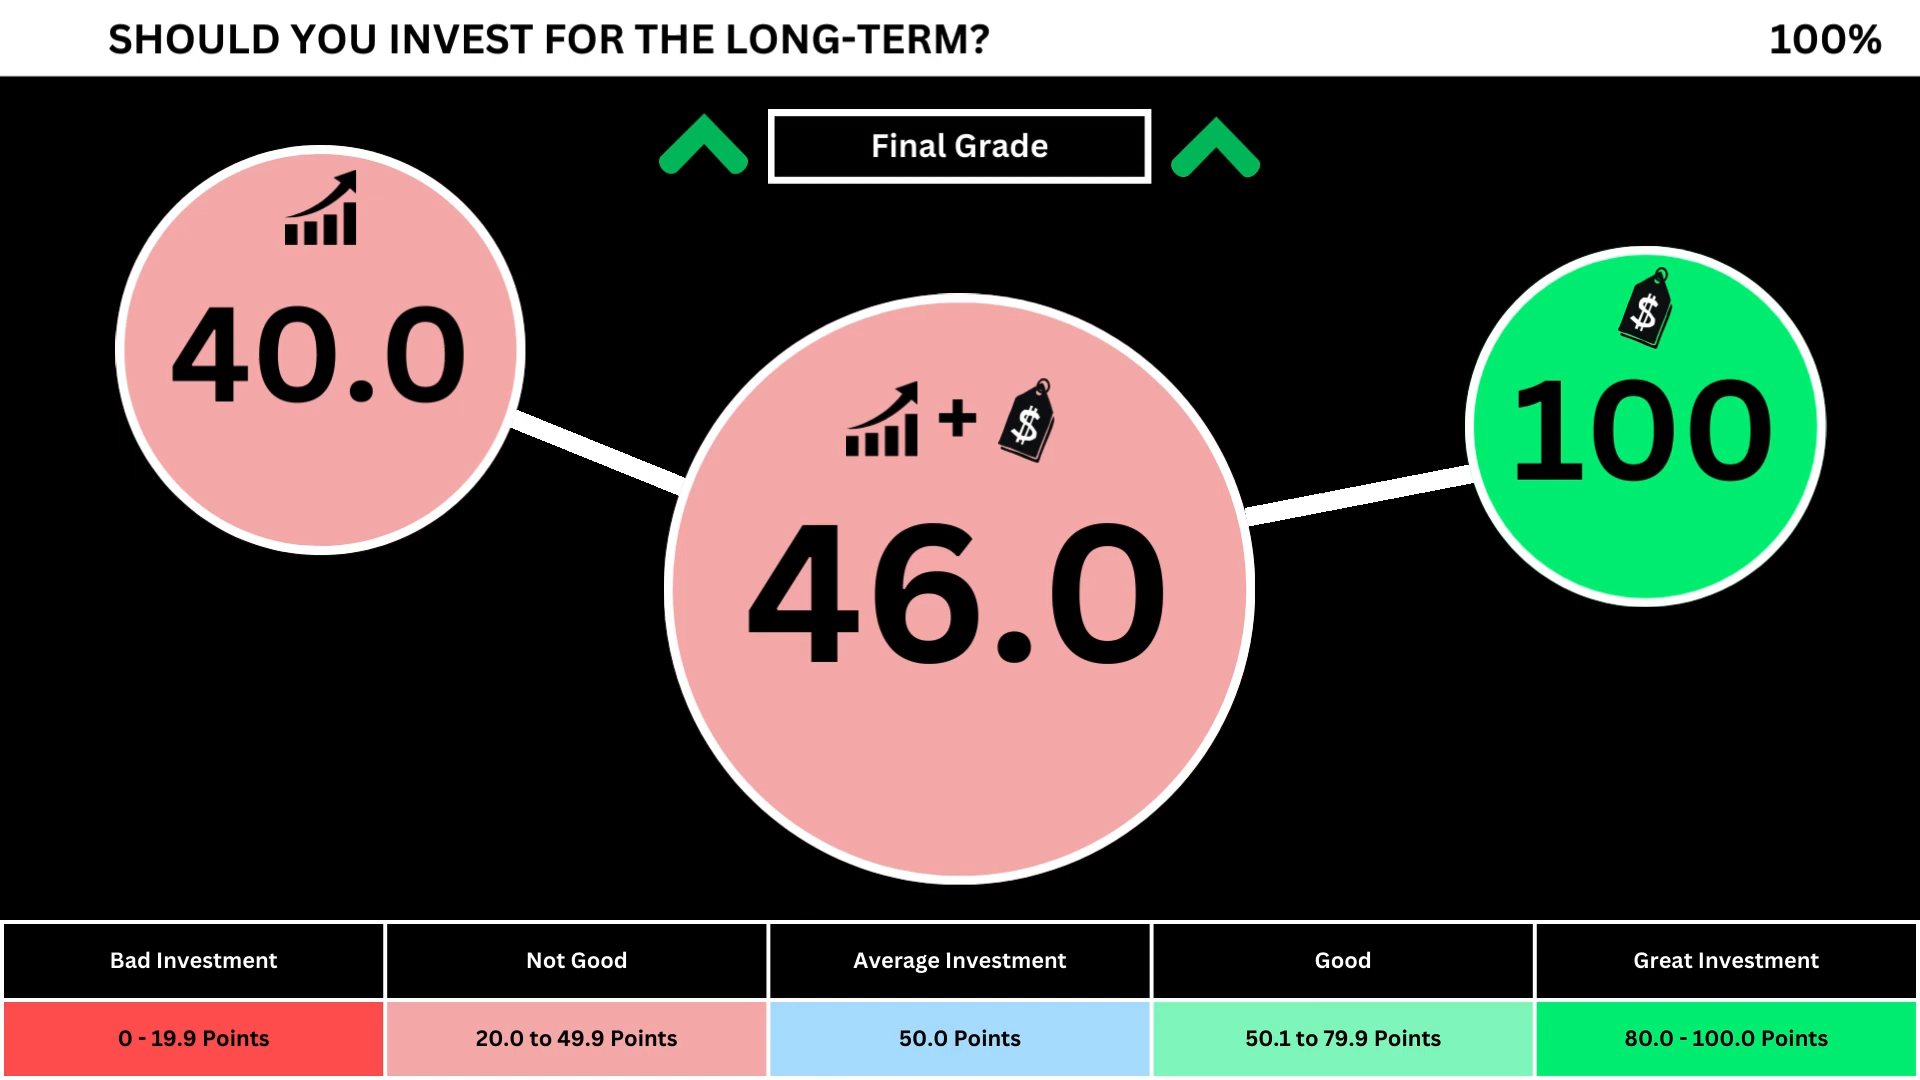 SHOULD YOU INVEST FOR THE LONG-TERM?
100%
Final Grade
40.0
$
100
$
+
46.0
Bad Investment
Not Good
Average Investment
Good
Great Investment
0 - 19.9 Points
20.0 to 49.9 Points
50.0 Points
50.1 to 79.9 Points
80.0 - 100.0 Points